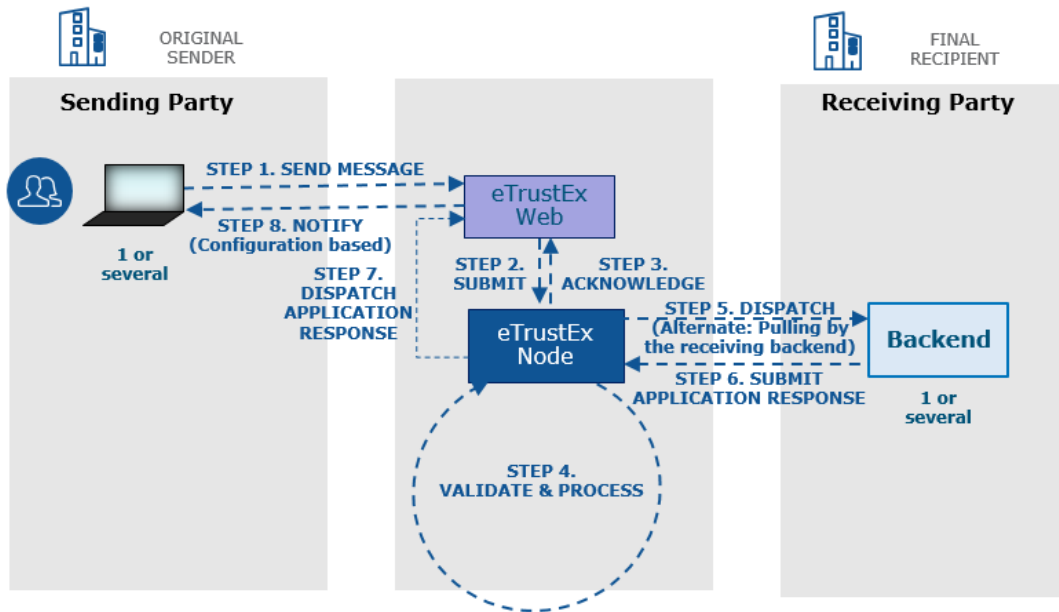 ORIGINAL
SENDER
FINAL
RECIPIENT
Sending Party
Receiving Party
STEP 1. SEND MESSAGE
eTrustEx
Web
STEP 8. NOTIFY
(Configuration based)
1 or
several
STEP 7.
DISPATCH
APPLICATION
RESPONSE
STEP 2.
SUBMIT
STEP 3.
ACKNOWLEDGE
eTrustEx
Node
STEP 5. DISPATCH
(Alternate: Pulling by
the receiving backend)
Backend
STEP 6. SUBMIT
APPLICATION RESPONSE
1 or
several
STEP 4.
VALIDATE & PROCESS